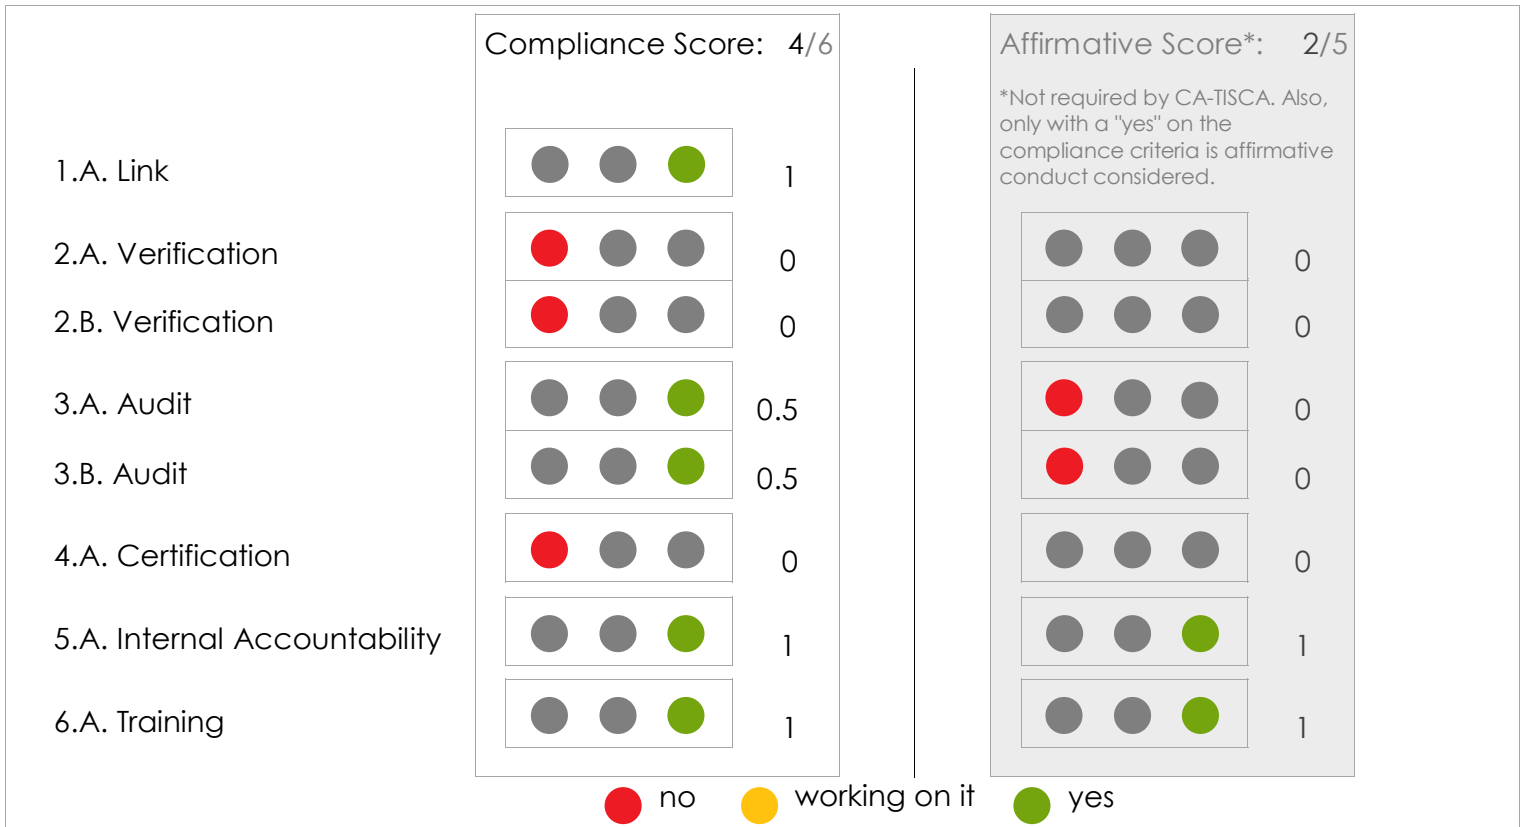 Compliance Score: 4/6
Affirmative Score*: 2/5
*Not required by CA-TISCA. Also,
only with a "yes" on the
compliance criteria is affirmative
conduct considered.
1.A. Link 1
2.A. Verification 0 0
2.B. Verification 0 0
3.A. Audit 0.5 0
3.B. Audit 0.5 0
4.A. Certification 0 0
5.A. Internal Accountability 1 1
6.A. Training 1 1
no working on it yes